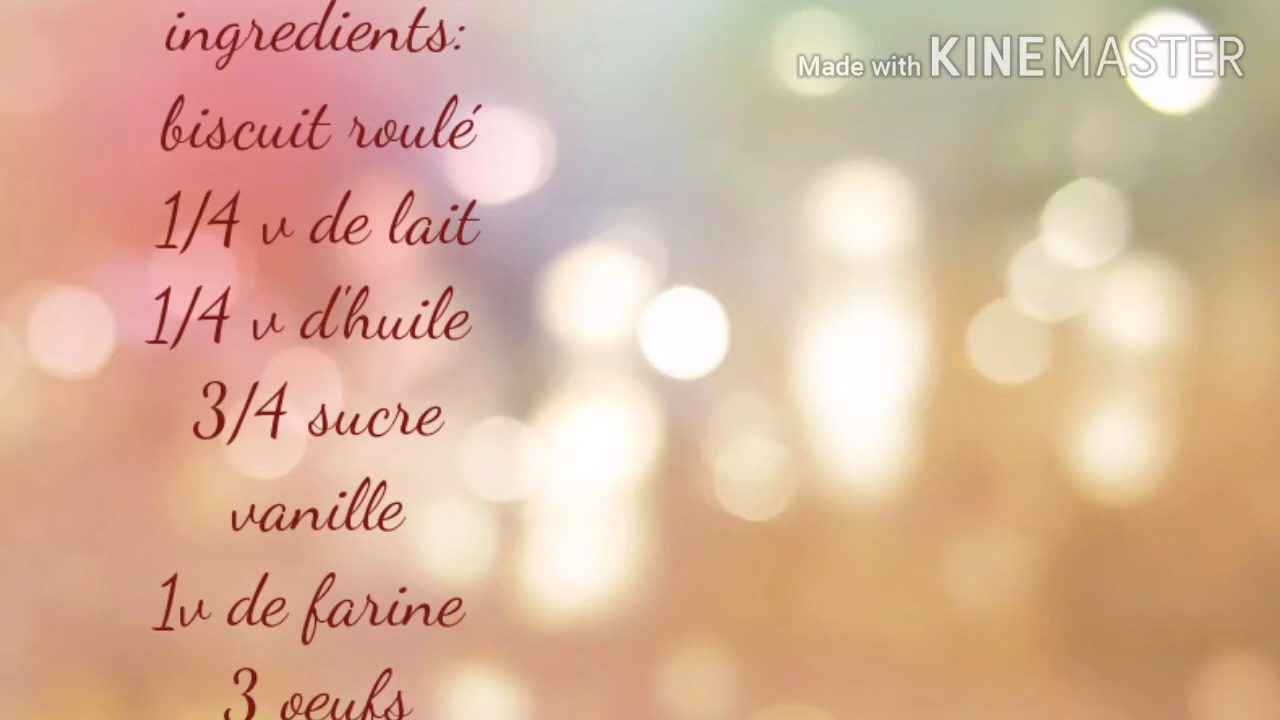 ingredients:
Made with KINEMASTER
biscuit roulé
1/4 v de lait
1/4 v d'huile
3/4 sucre
vanille
1v de farine
3 oeufs